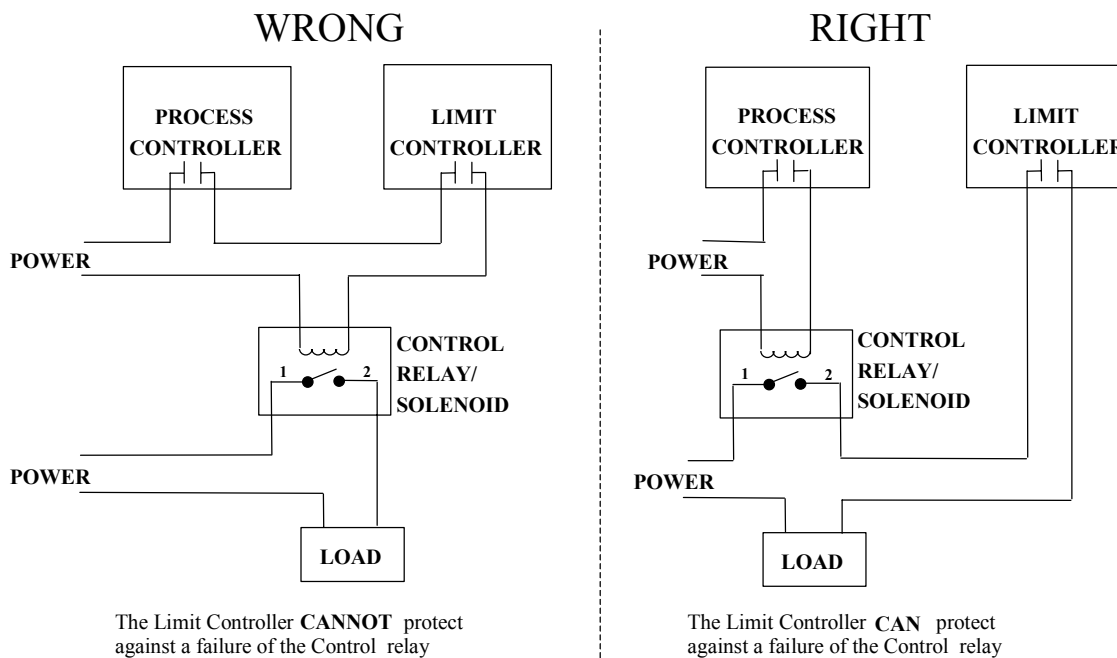 WRONG
PROCESS
CONTROLLER
LIMIT
CONTROLLER
POWER
CONTROL
RELAY/
SOLENOID
1
2
POWER
LOAD
The Limit Controller CANNOT protect
against a failure of the Control relay
RIGHT
PROCESS
CONTROLLER
LIMIT
CONTROLLER
POWER
CONTROL
RELAY/
SOLENOID
1
2
POWER
LOAD
The Limit Controller CAN protect
against a failure of the Control relay